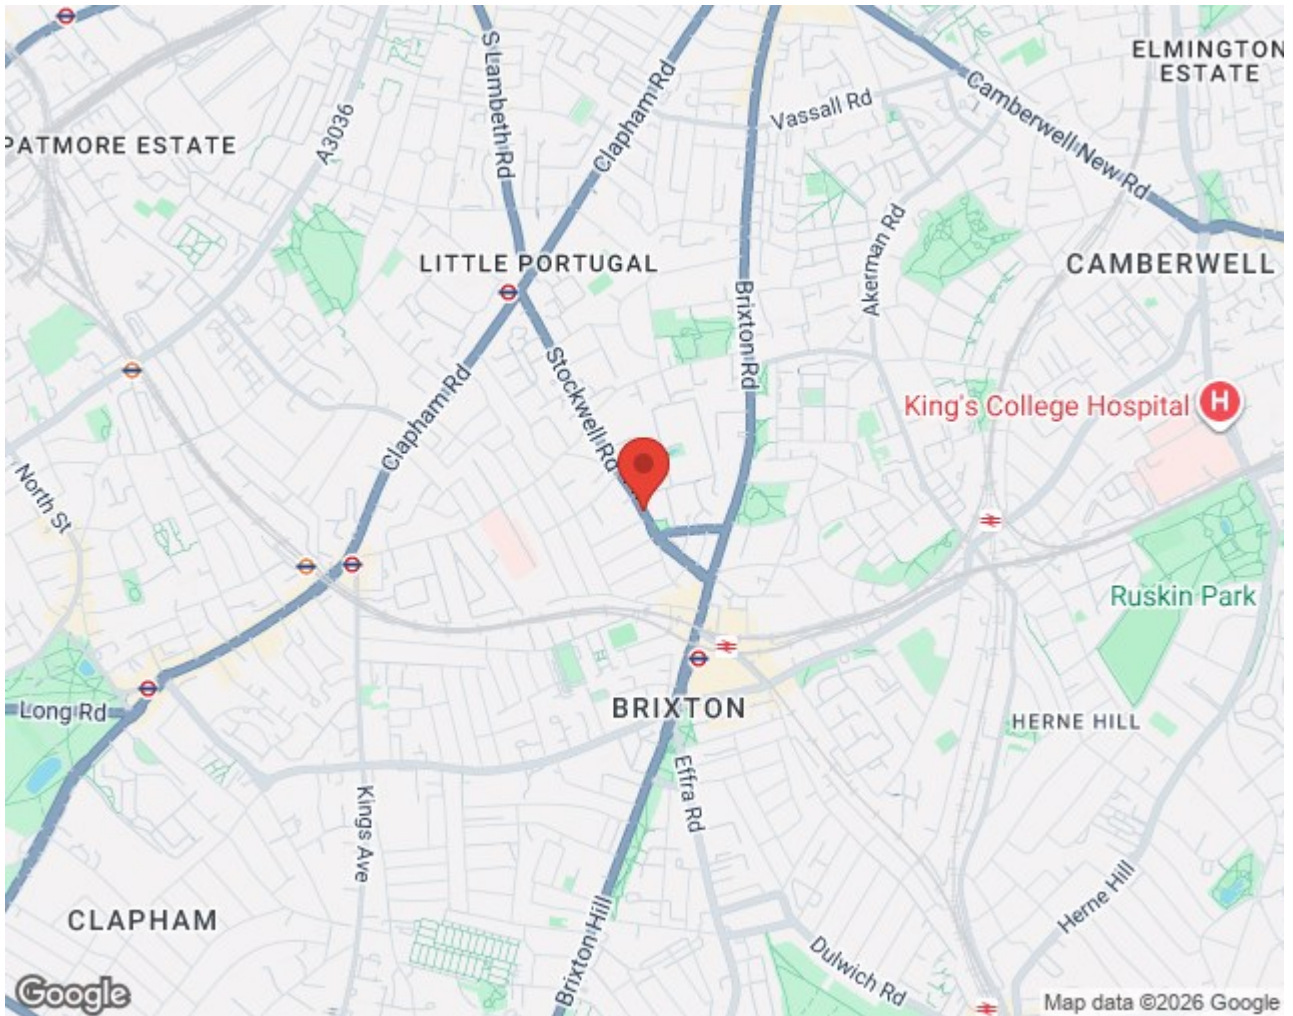 ELMINGTON
ESTATE
S Lambeth Rd
Clapham Rd
Vassall Rd
Camberwell New Rd
A3036
PATMORE ESTATE
Akerman Rd
LITTLE PORTUGAL
CAMBERWELL
Brixton Rd
Stockwell Rd
Clapham Rd
King's College Hospital
H
North St
Ruskin Park
Long Rd
BRIXTON
HERNE HILL
Effra Rd
Kings Ave
CLAPHAM
Herne Hill
Brixton Hill
Dulwich Rd
Google
Map data ©2026 Google